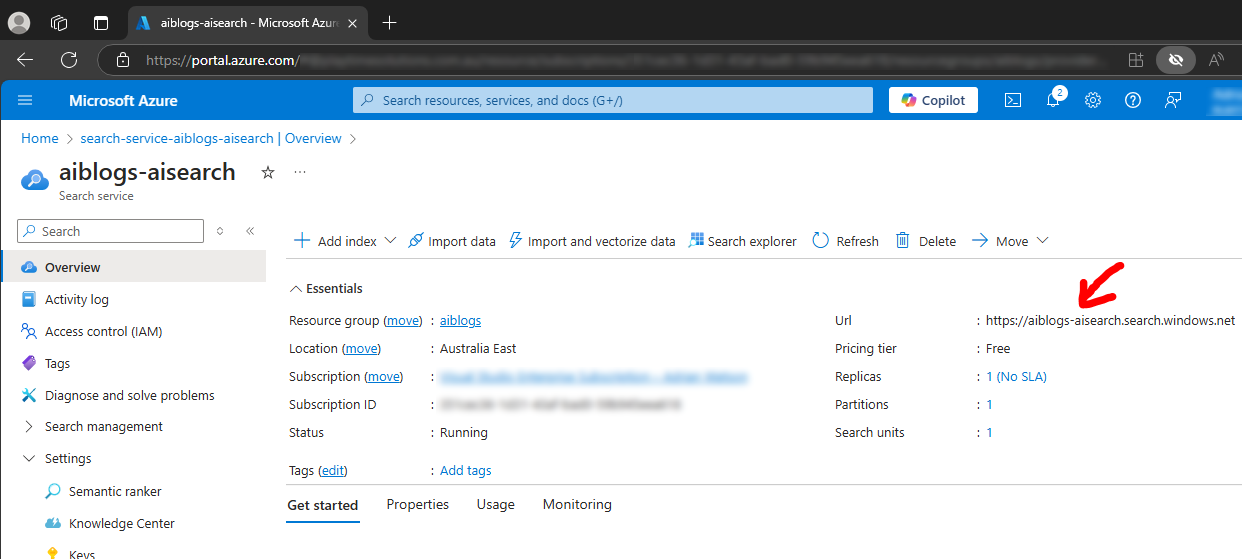 aiblogs-aisearch - Microsoft Azur
https://portal.azure.com/
Microsoft Azure
Search resources, services, and docs (G+/)
Copilot
2
Home > search-service-aiblogs-aisearch | Overview >
aiblogs-aisearch
Search service
Search
Add index
Import data
Import and vectorize data
Search explorer
Refresh
Delete
Move
Overview
Activity log
Access control (IAM)
Tags
Diagnose and solve problems
Search management
Settings
Semantic ranker
Knowledge Center
Keys
Essentials
Resource group (move) : aiblogs
Location (move) : Australia East
Subscription (move) :
Subscription ID :
Status : Running
Tags (edit) : Add tags
Url : https://aiblogs-aisearch.search.windows.net
Pricing tier : Free
Replicas : 1 (No SLA)
Partitions : 1
Search units : 1
Get started
Properties
Usage
Monitoring